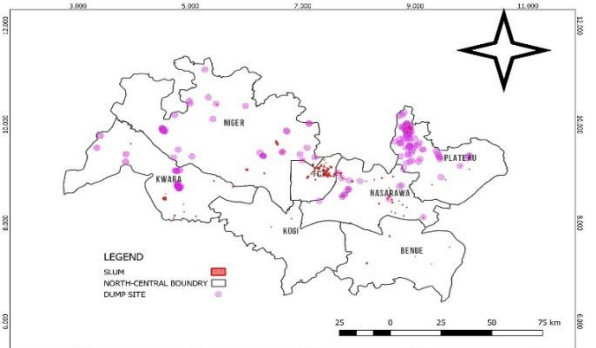 3.000 5.000 7.000 9.000 11.000
12.000 12.000
10.000 10.000
8.000 8.000
6.000 6.000
NIGER
PLATEAU
KWARA
NASARAWA
KOGI
BENUE
LEGEND
SLUM
NORTH-CENTRAL BOUNDRY
DUMP SITE
25 0 25 50 75 km